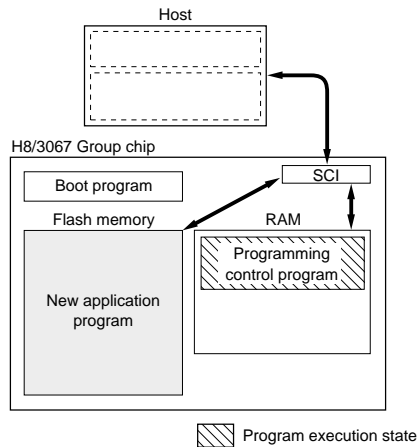 Host
H8/3067 Group chip
SCI
Boot program
Flash memory
RAM
Programming
control program
New application
program
Program execution state